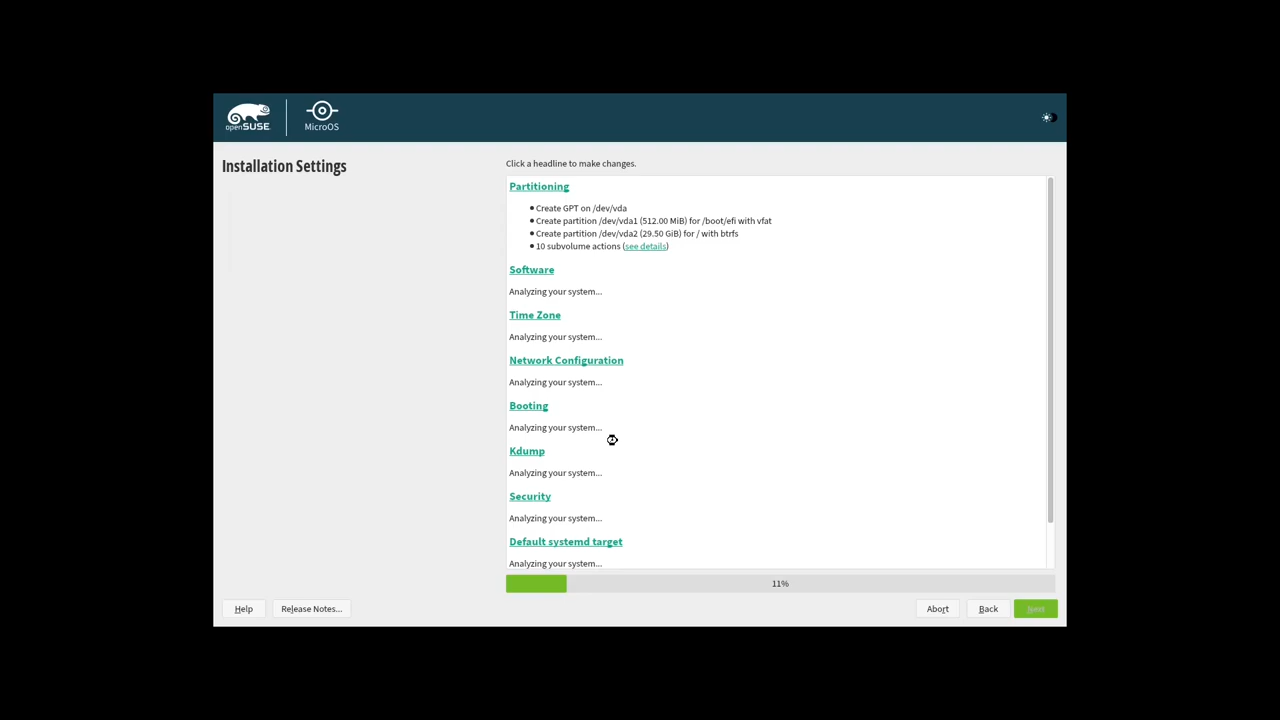 openSUSE
MicroOS
Installation Settings
Click a headline to make changes.
Partitioning
Create GPT on /dev/vda
Create partition /dev/vda1 (512.00 MiB) for /boot/efi with vfat
Create partition /dev/vda2 (29.50 GiB) for / with btrfs
10 subvolume actions (see details)
Software
Analyzing your system...
Time Zone
Analyzing your system...
Network Configuration
Analyzing your system...
Booting
Analyzing your system...
Kdump
Analyzing your system...
Security
Analyzing your system...
Default systemd target
Analyzing your system...
11%
Help
Release Notes...
Abort
Back
Next